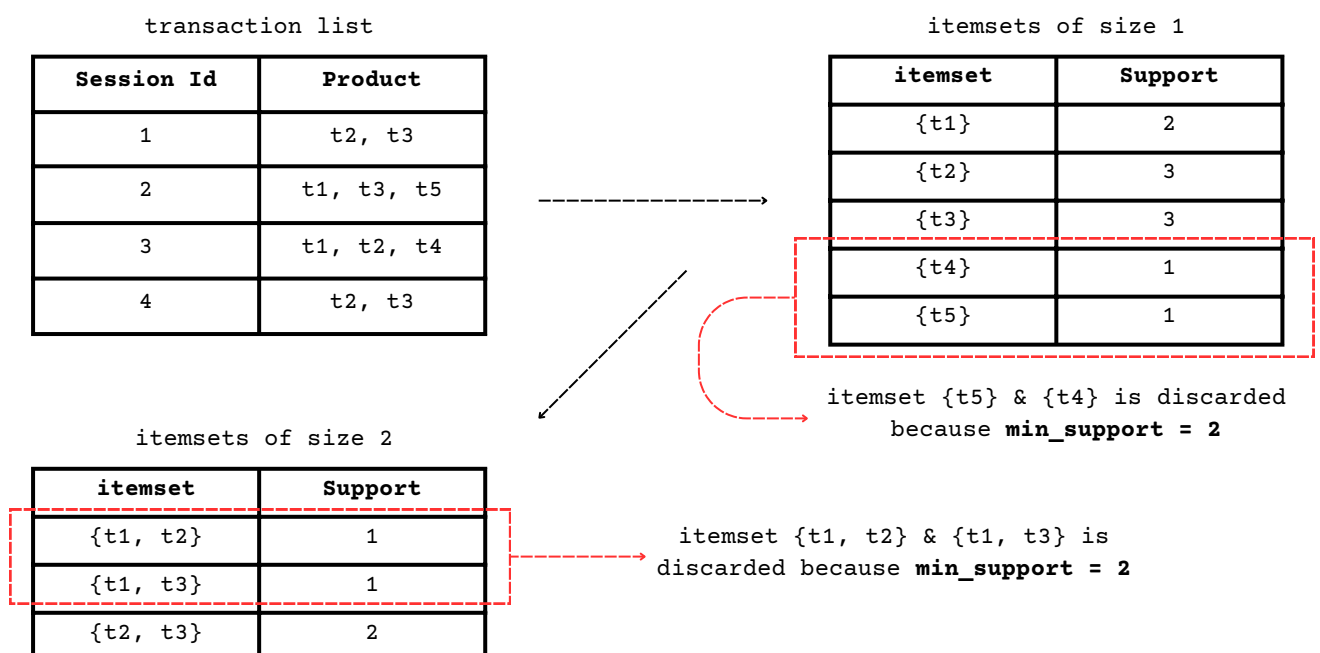 transaction list
Session Id Product
1 t2, t3
2 t1, t3, t5
3 t1, t2, t4
4 t2, t3
itemsets of size 1
itemset Support
{t1} 2
{t2} 3
{t3} 3
{t4} 1
{t5} 1
itemset {t5} & {t4} is discarded
because min_support = 2
itemsets of size 2
itemset Support
{t1, t2} 1
{t1, t3} 1
{t2, t3} 2
itemset {t1, t2} & {t1, t3} is
discarded because min_support = 2